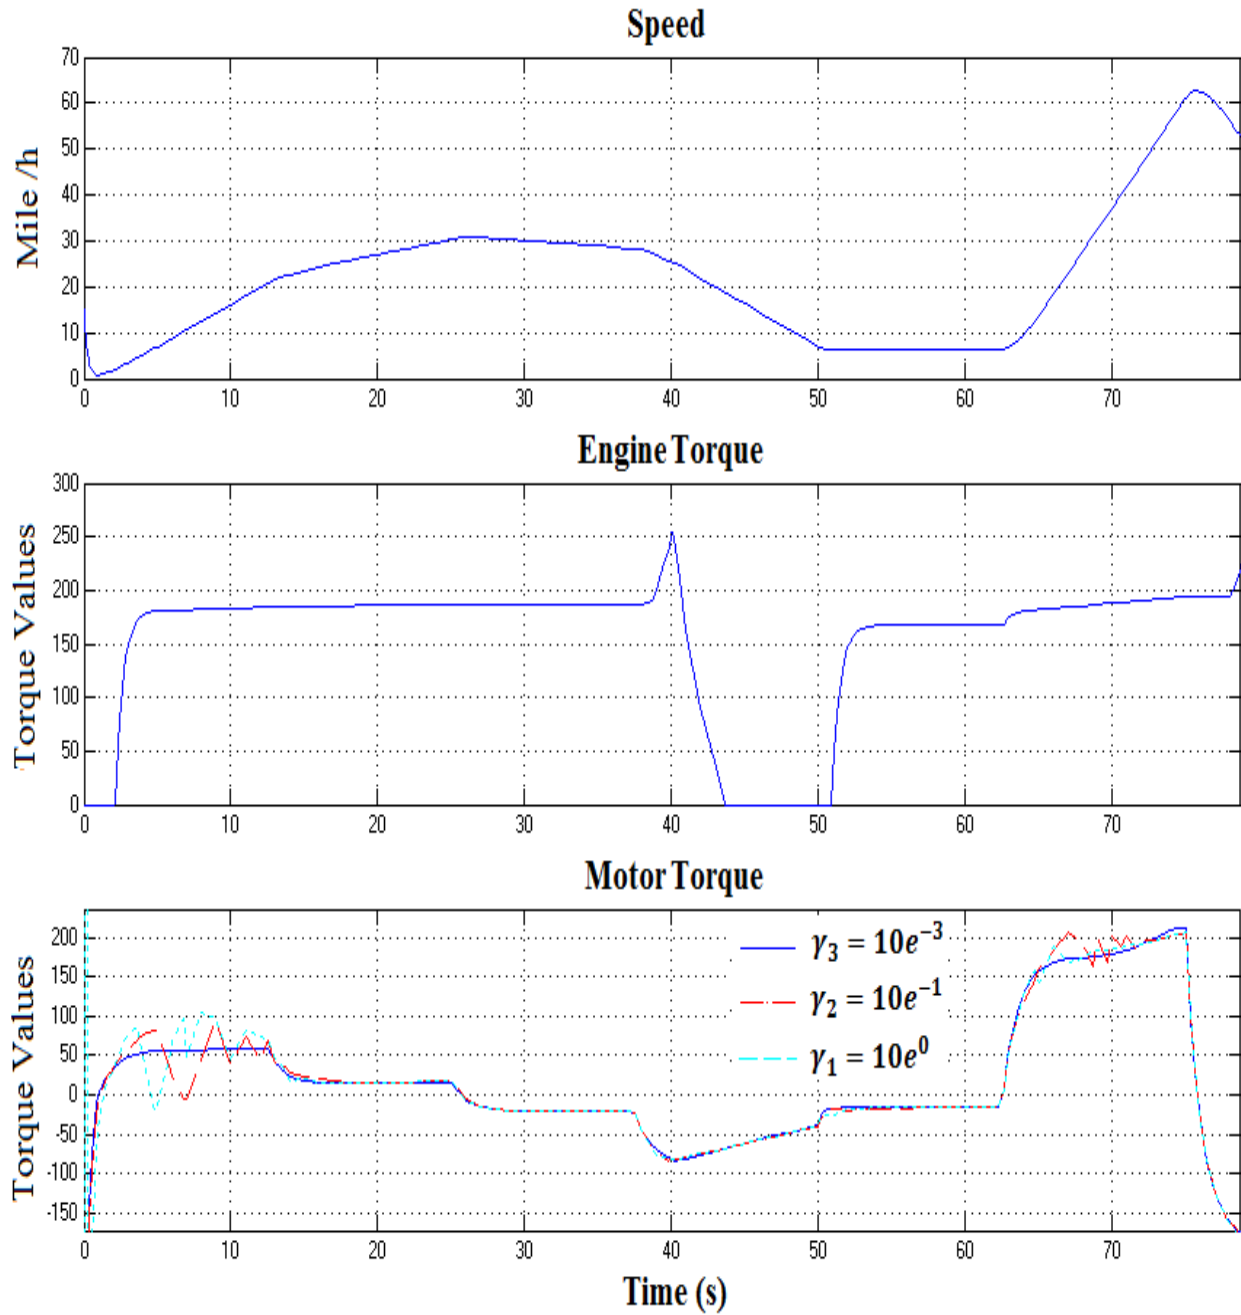 Speed
Mile /h
70
60
50
40
30
20
10
0
0 10 20 30 40 50 60 70
Engine Torque
Torque Values
300
250
200
150
100
50
0
0 10 20 30 40 50 60 70
Motor Torque
Torque Values
200
150
100
50
0
-50
-100
-150
γ₃ = 10e⁻³
γ₂ = 10e⁻¹
γ₁ = 10e⁰
0 10 20 30 40 50 60 70
Time (s)